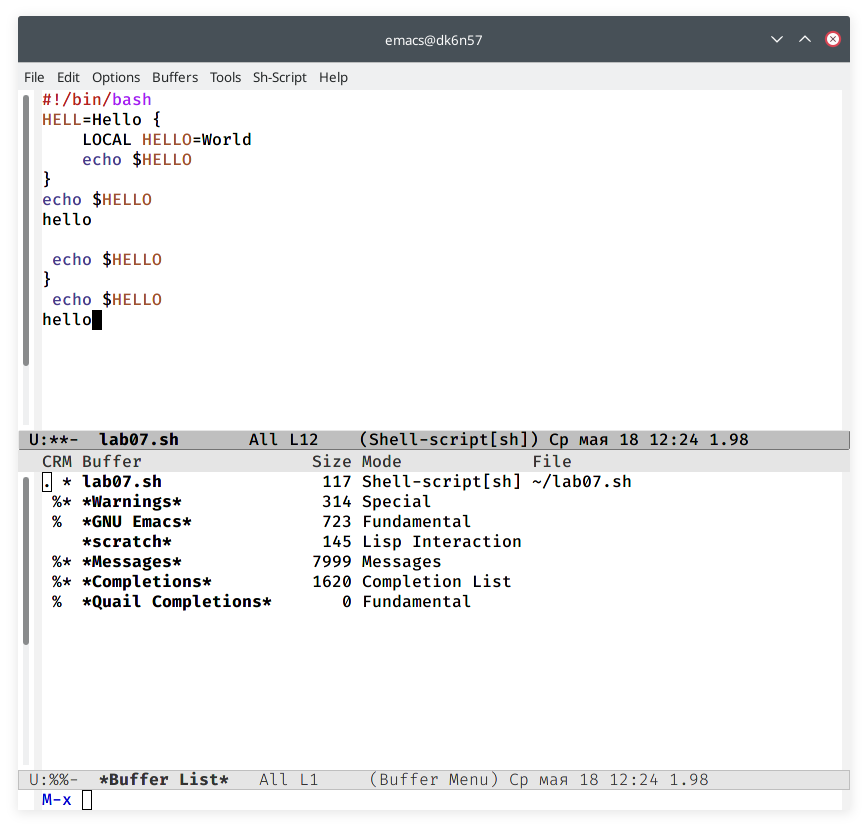 emacs@dk6n57
File Edit Options Buffers Tools Sh-Script Help
#!/bin/bash
HELL=Hello {
    LOCAL HELLO=World
    echo $HELLO
}
echo $HELLO
hello

 echo $HELLO
}
 echo $HELLO
hello
U:**-  lab07.sh       All L12    (Shell-script[sh]) Ср мая 18 12:24 1.98
CRM Buffer                 Size Mode             File
. * lab07.sh                117 Shell-script[sh] ~/lab07.sh
 %* *Warnings*              314 Special
 %  *GNU Emacs*             723 Fundamental
    *scratch*               145 Lisp Interaction
 %* *Messages*             7999 Messages
 %* *Completions*          1620 Completion List
 %  *Quail Completions*       0 Fundamental
U:%%-  *Buffer List*   All L1     (Buffer Menu) Ср мая 18 12:24 1.98
M-x